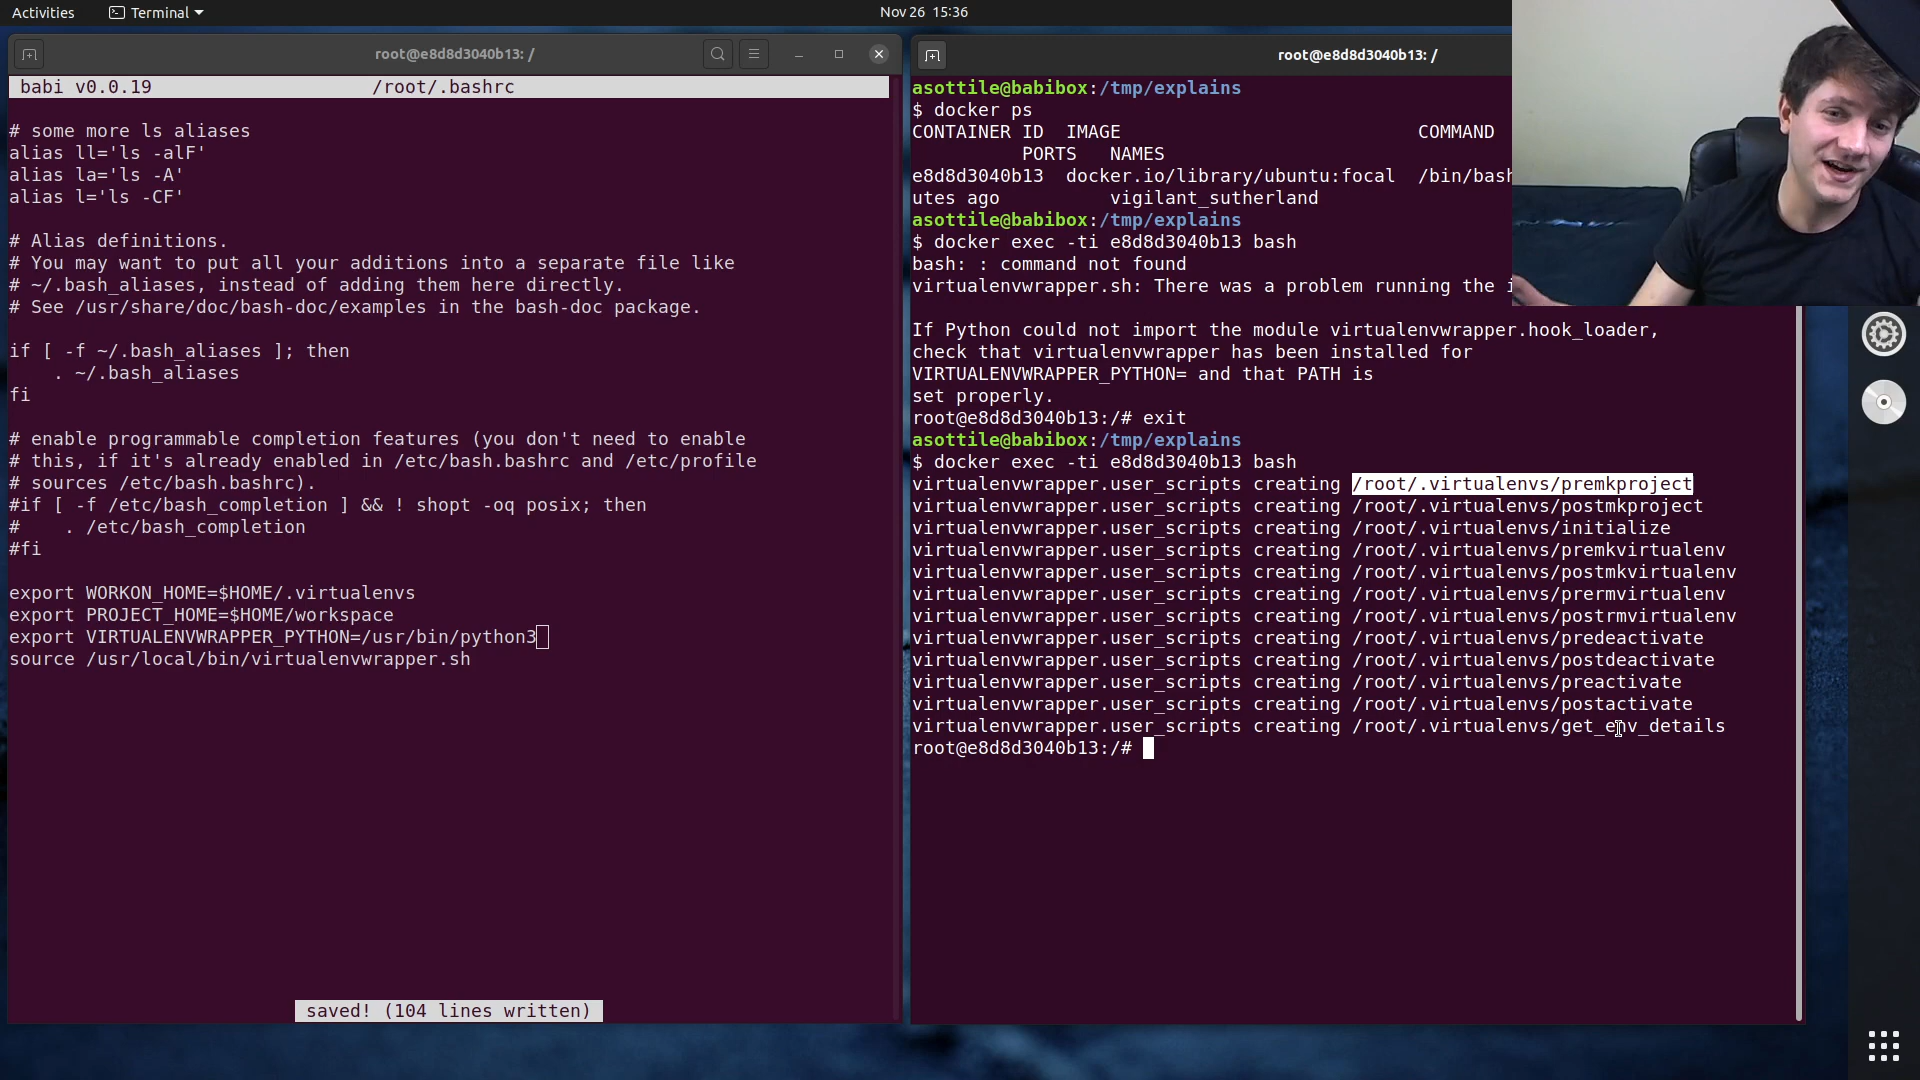 Activities
Terminal
Nov 26 15:36
root@e8d8d3040b13: /
babi v0.0.19 /root/.bashrc
# some more ls aliases
alias ll='ls -alF'
alias la='ls -A'
alias l='ls -CF'
# Alias definitions.
# You may want to put all your additions into a separate file like
# ~/.bash_aliases, instead of adding them here directly.
# See /usr/share/doc/bash-doc/examples in the bash-doc package.
if [ -f ~/.bash_aliases ]; then
    . ~/.bash_aliases
fi
# enable programmable completion features (you don't need to enable
# this, if it's already enabled in /etc/bash.bashrc and /etc/profile
# sources /etc/bash.bashrc).
#if [ -f /etc/bash_completion ] && ! shopt -oq posix; then
#    . /etc/bash_completion
#fi
export WORKON_HOME=$HOME/.virtualenvs
export PROJECT_HOME=$HOME/workspace
export VIRTUALENVWRAPPER_PYTHON=/usr/bin/python3
source /usr/local/bin/virtualenvwrapper.sh
saved! (104 lines written)
root@e8d8d3040b13: /
asottile@babibox:/tmp/explains
$ docker ps
CONTAINER ID  IMAGE                           COMMAND
          PORTS   NAMES
e8d8d3040b13  docker.io/library/ubuntu:focal  /bin/bash
utes ago          vigilant_sutherland
asottile@babibox:/tmp/explains
$ docker exec -ti e8d8d3040b13 bash
bash: : command not found
virtualenvwrapper.sh: There was a problem running the
If Python could not import the module virtualenvwrapper.hook_loader,
check that virtualenvwrapper has been installed for
VIRTUALENVWRAPPER_PYTHON= and that PATH is
set properly.
root@e8d8d3040b13:/# exit
asottile@babibox:/tmp/explains
$ docker exec -ti e8d8d3040b13 bash
virtualenvwrapper.user_scripts creating /root/.virtualenvs/premkproject
virtualenvwrapper.user_scripts creating /root/.virtualenvs/postmkproject
virtualenvwrapper.user_scripts creating /root/.virtualenvs/initialize
virtualenvwrapper.user_scripts creating /root/.virtualenvs/premkvirtualenv
virtualenvwrapper.user_scripts creating /root/.virtualenvs/postmkvirtualenv
virtualenvwrapper.user_scripts creating /root/.virtualenvs/prermvirtualenv
virtualenvwrapper.user_scripts creating /root/.virtualenvs/postrmvirtualenv
virtualenvwrapper.user_scripts creating /root/.virtualenvs/predeactivate
virtualenvwrapper.user_scripts creating /root/.virtualenvs/postdeactivate
virtualenvwrapper.user_scripts creating /root/.virtualenvs/preactivate
virtualenvwrapper.user_scripts creating /root/.virtualenvs/postactivate
virtualenvwrapper.user_scripts creating /root/.virtualenvs/get_env_details
root@e8d8d3040b13:/#